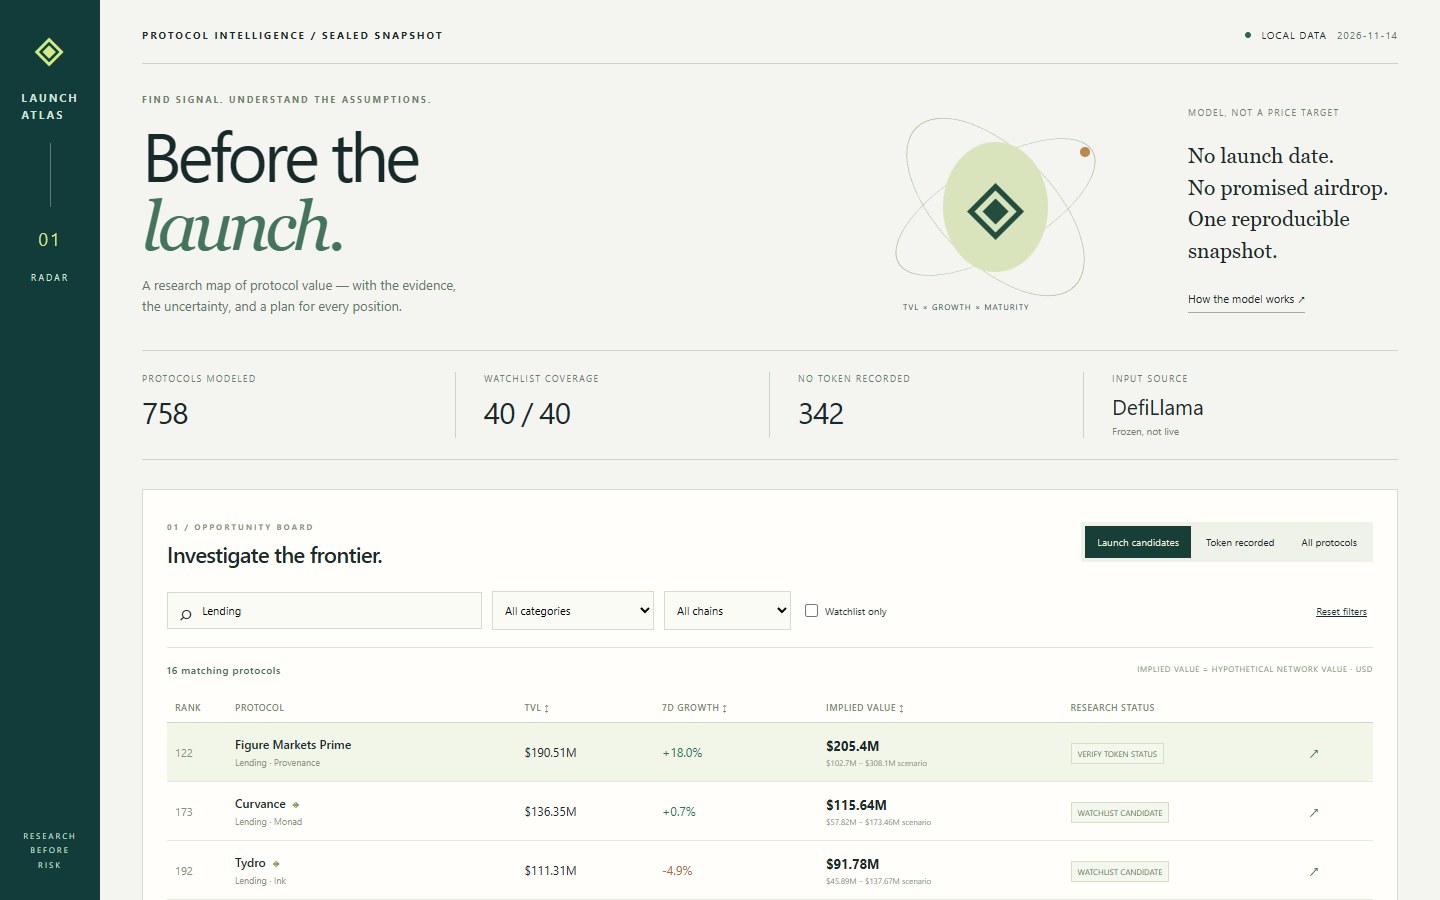 LAUNCH
ATLAS
01
RADAR
RESEARCH
BEFORE
RISK
PROTOCOL INTELLIGENCE / SEALED SNAPSHOT
LOCAL DATA 2026-11-14
FIND SIGNAL. UNDERSTAND THE ASSUMPTIONS.
Before the
launch.
A research map of protocol value — with the evidence,
the uncertainty, and a plan for every position.
TVL × GROWTH × MATURITY
MODEL, NOT A PRICE TARGET
No launch date.
No promised airdrop.
One reproducible
snapshot.
How the model works ↗
PROTOCOLS MODELED
758
WATCHLIST COVERAGE
40 / 40
NO TOKEN RECORDED
342
INPUT SOURCE
DefiLlama
Frozen, not live
01 / OPPORTUNITY BOARD
Investigate the frontier.
Launch candidates Token recorded All protocols
Lending All categories All chains Watchlist only Reset filters
16 matching protocols IMPLIED VALUE = HYPOTHETICAL NETWORK VALUE · USD
RANK PROTOCOL TVL ↕ 7D GROWTH ↕ IMPLIED VALUE ↕ RESEARCH STATUS
122 Figure Markets Prime $190.51M +18.0% $205.4M VERIFY TOKEN STATUS ↗
Lending · Provenance $102.7M – $308.1M scenario
173 Curvance $136.35M +0.7% $115.64M WATCHLIST CANDIDATE ↗
Lending · Monad $57.82M – $173.46M scenario
192 Tydro $111.31M -4.9% $91.78M WATCHLIST CANDIDATE ↗
Lending · Ink $45.89M – $137.67M scenario